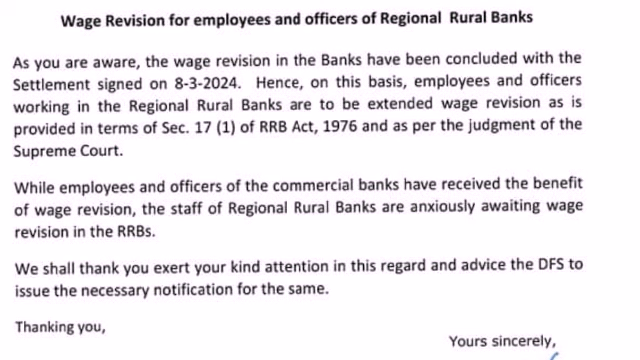 Wage Revision for employees and officers of Regional Rural Banks
As you are aware, the wage revision in the Banks have been concluded with the
Settlement signed on 8-3-2024. Hence, on this basis, employees and officers
working in the Regional Rural Banks are to be extended wage revision as is
provided in terms of Sec. 17 (1) of RRB Act, 1976 and as per the judgment of the
Supreme Court.
While employees and officers of the commercial banks have received the benefit
of wage revision, the staff of Regional Rural Banks are anxiously awaiting wage
revision in the RRBs.
We shall thank you exert your kind attention in this regard and advice the DFS to
issue the necessary notification for the same.
Thanking you,
Yours sincerely,